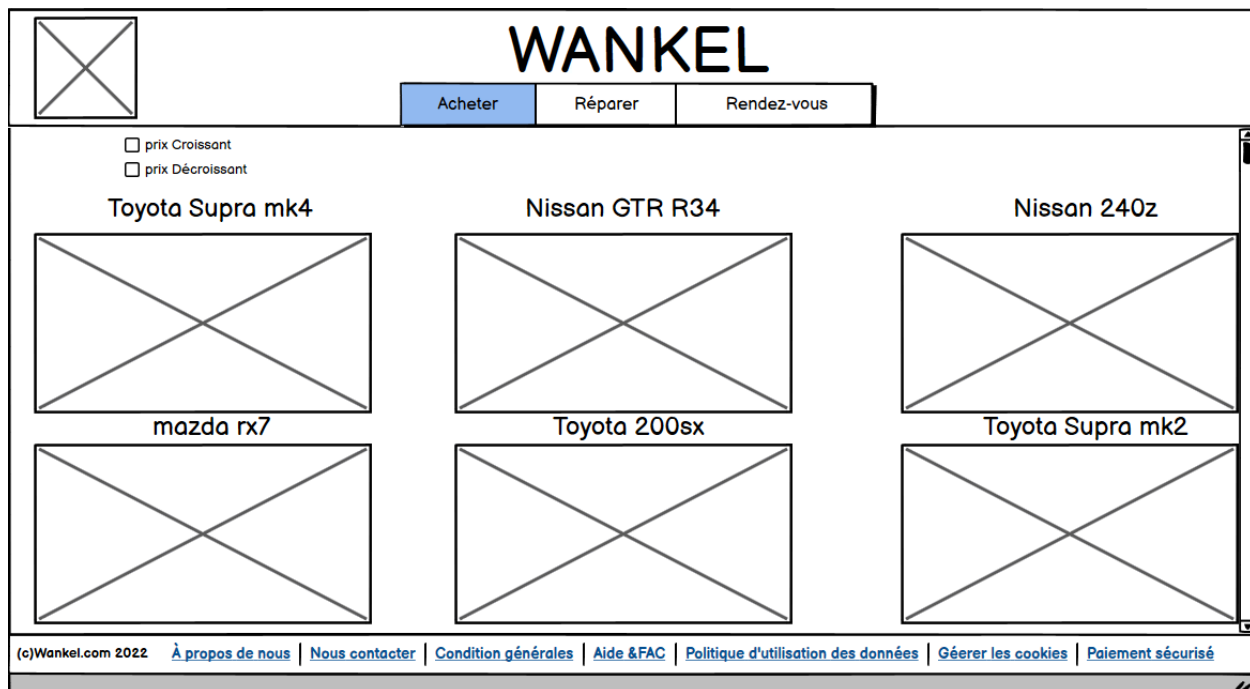 WANKEL
Acheter Réparer Rendez-vous
prix Croissant
prix Décroissant
Toyota Supra mk4 Nissan GTR R34 Nissan 240z
mazda rx7 Toyota 200sx Toyota Supra mk2
(c)Wankel.com 2022 À propos de nous | Nous contacter | Condition générales | Aide &FAC | Politique d'utilisation des données | Géerer les cookies | Paiement sécurisé